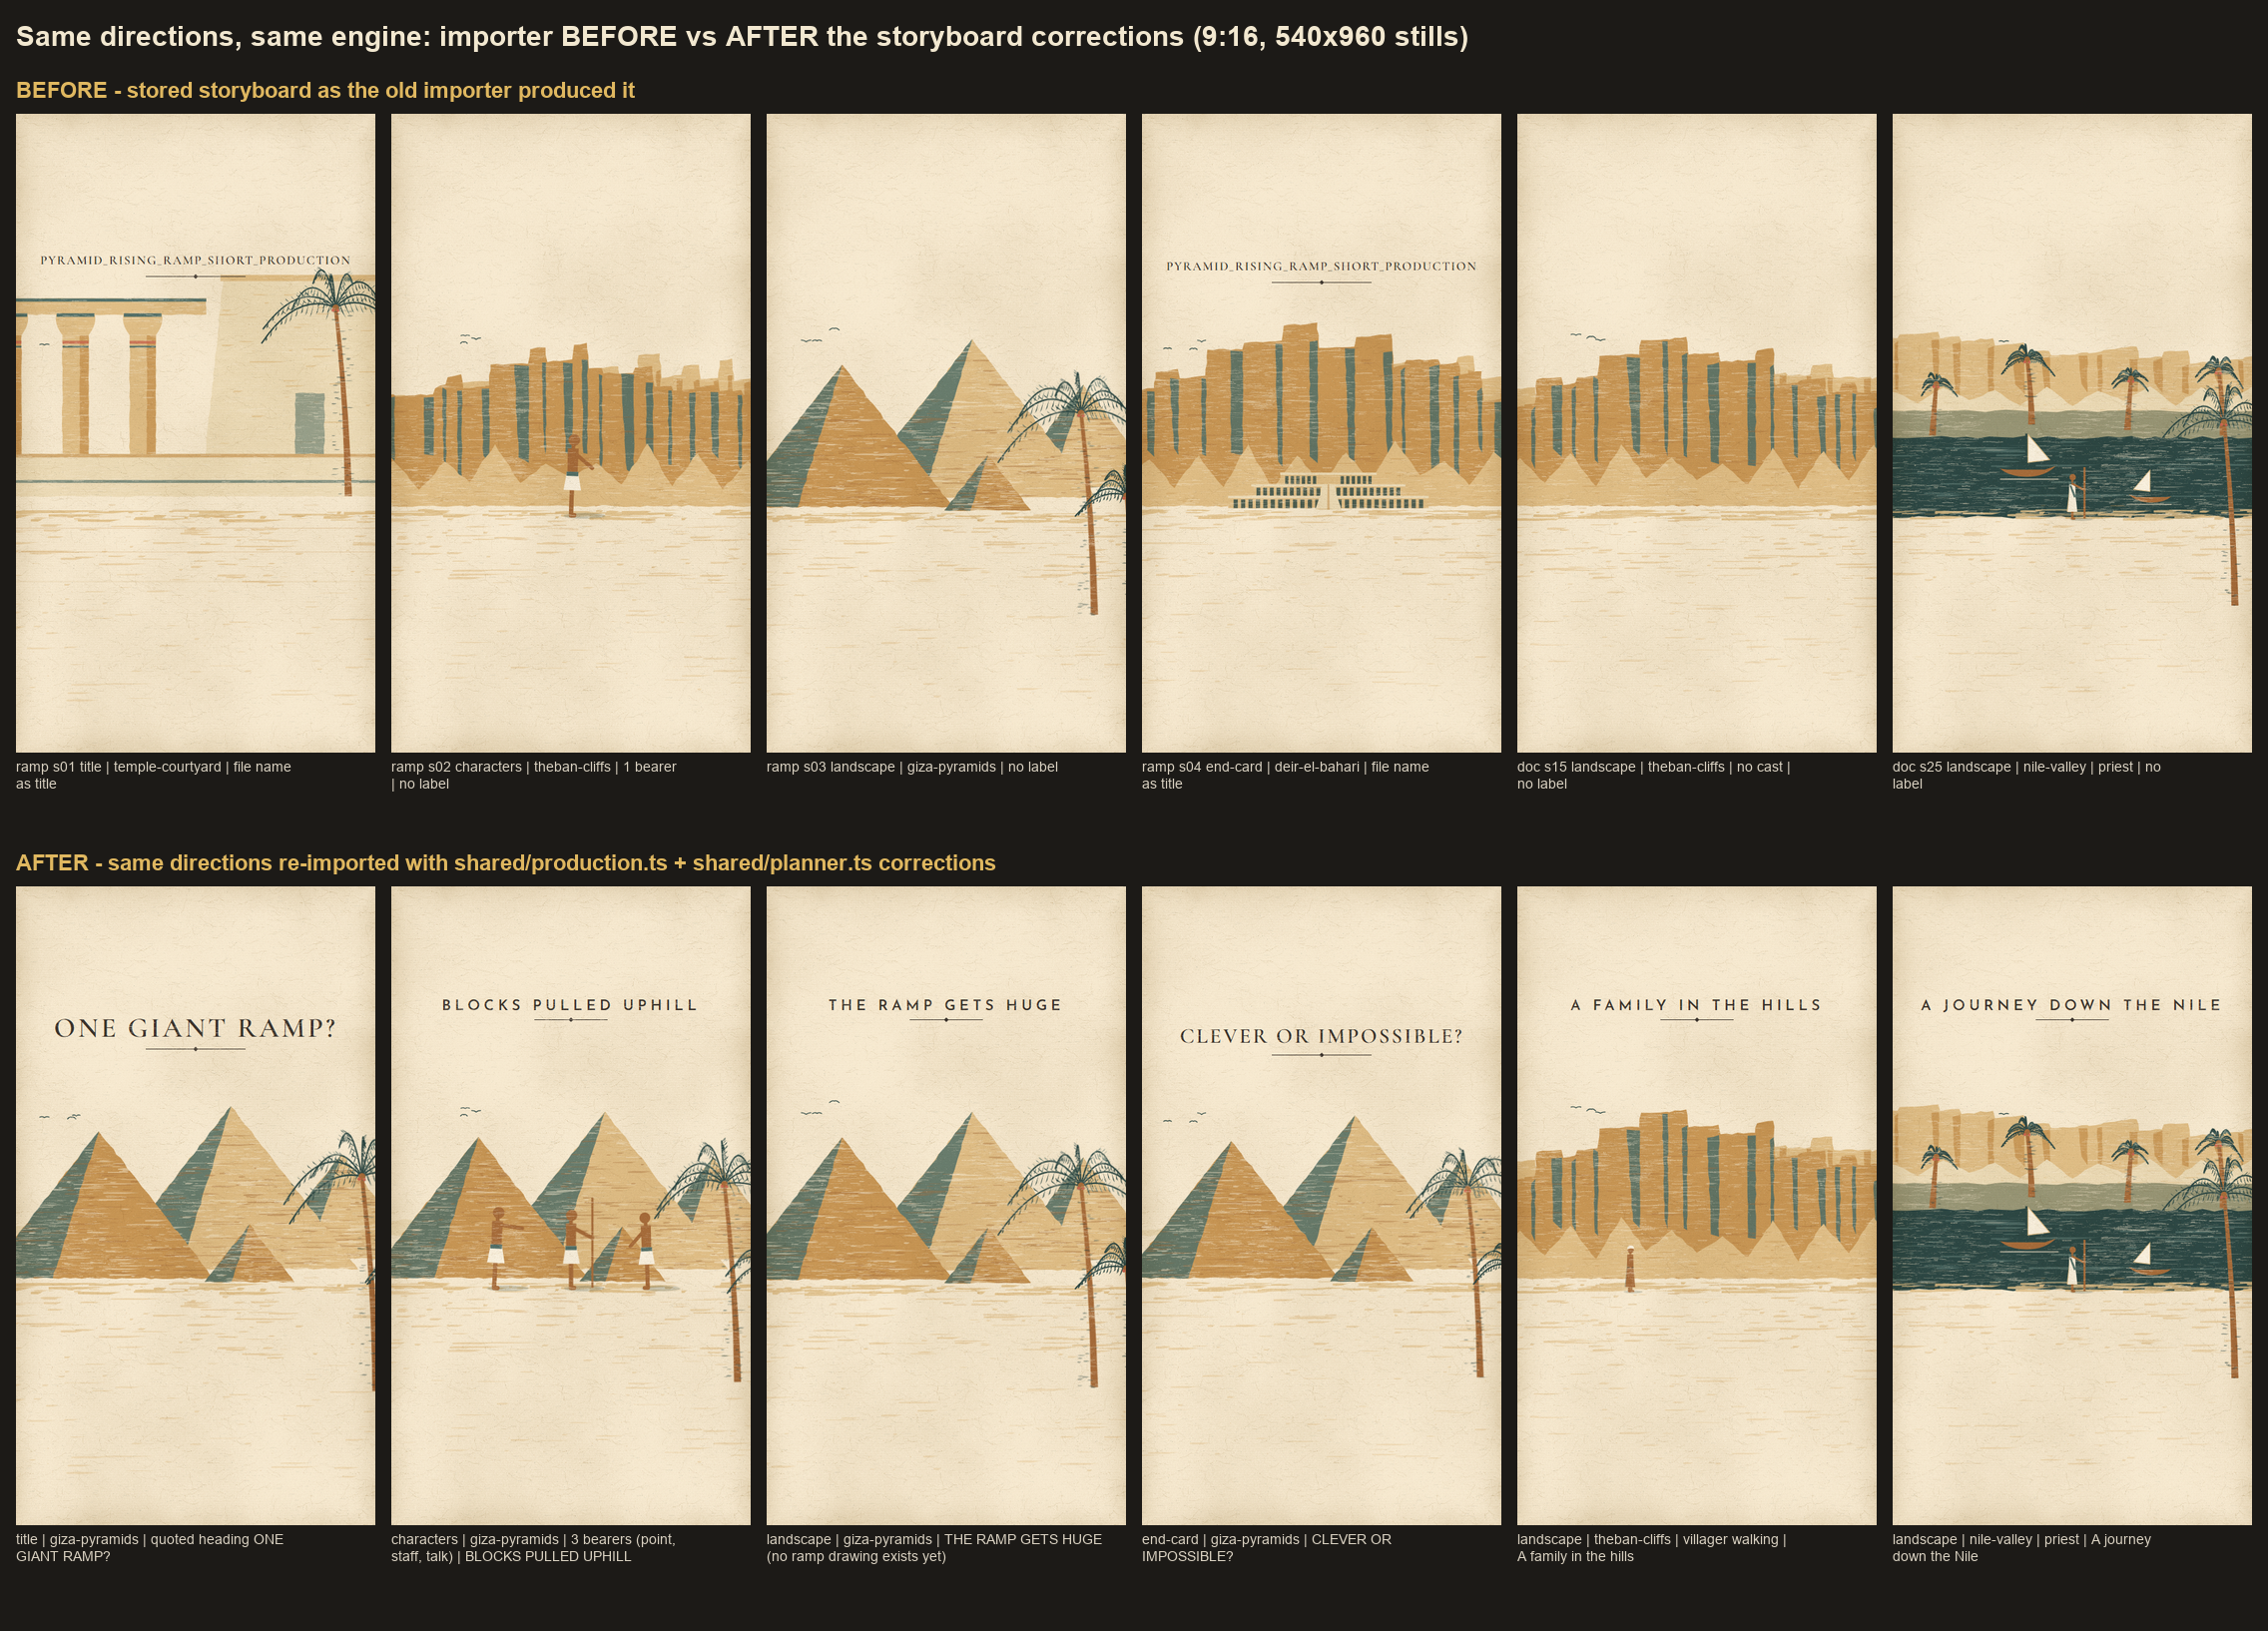 Same directions, same engine: importer BEFORE vs AFTER the storyboard corrections (9:16, 540x960 stills)
BEFORE - stored storyboard as the old importer produced it
PYRAMID_RISING_RAMP_SHORT_PRODUCTION
PYRAMID_RISING_RAMP_SHORT_PRODUCTION
ramp s01 title | temple-courtyard | file name
as title
ramp s02 characters | theban-cliffs | 1 bearer
| no label
ramp s03 landscape | giza-pyramids | no label
ramp s04 end-card | deir-el-bahari | file name
as title
doc s15 landscape | theban-cliffs | no cast |
no label
doc s25 landscape | nile-valley | priest | no
label
AFTER - same directions re-imported with shared/production.ts + shared/planner.ts corrections
ONE GIANT RAMP?
BLOCKS PULLED UPHILL
THE RAMP GETS HUGE
CLEVER OR IMPOSSIBLE?
A FAMILY IN THE HILLS
A JOURNEY DOWN THE NILE
title | giza-pyramids | quoted heading ONE
GIANT RAMP?
characters | giza-pyramids | 3 bearers (point,
staff, talk) | BLOCKS PULLED UPHILL
landscape | giza-pyramids | THE RAMP GETS HUGE
(no ramp drawing exists yet)
end-card | giza-pyramids | CLEVER OR
IMPOSSIBLE?
landscape | theban-cliffs | villager walking |
A family in the hills
landscape | nile-valley | priest | A journey
down the Nile